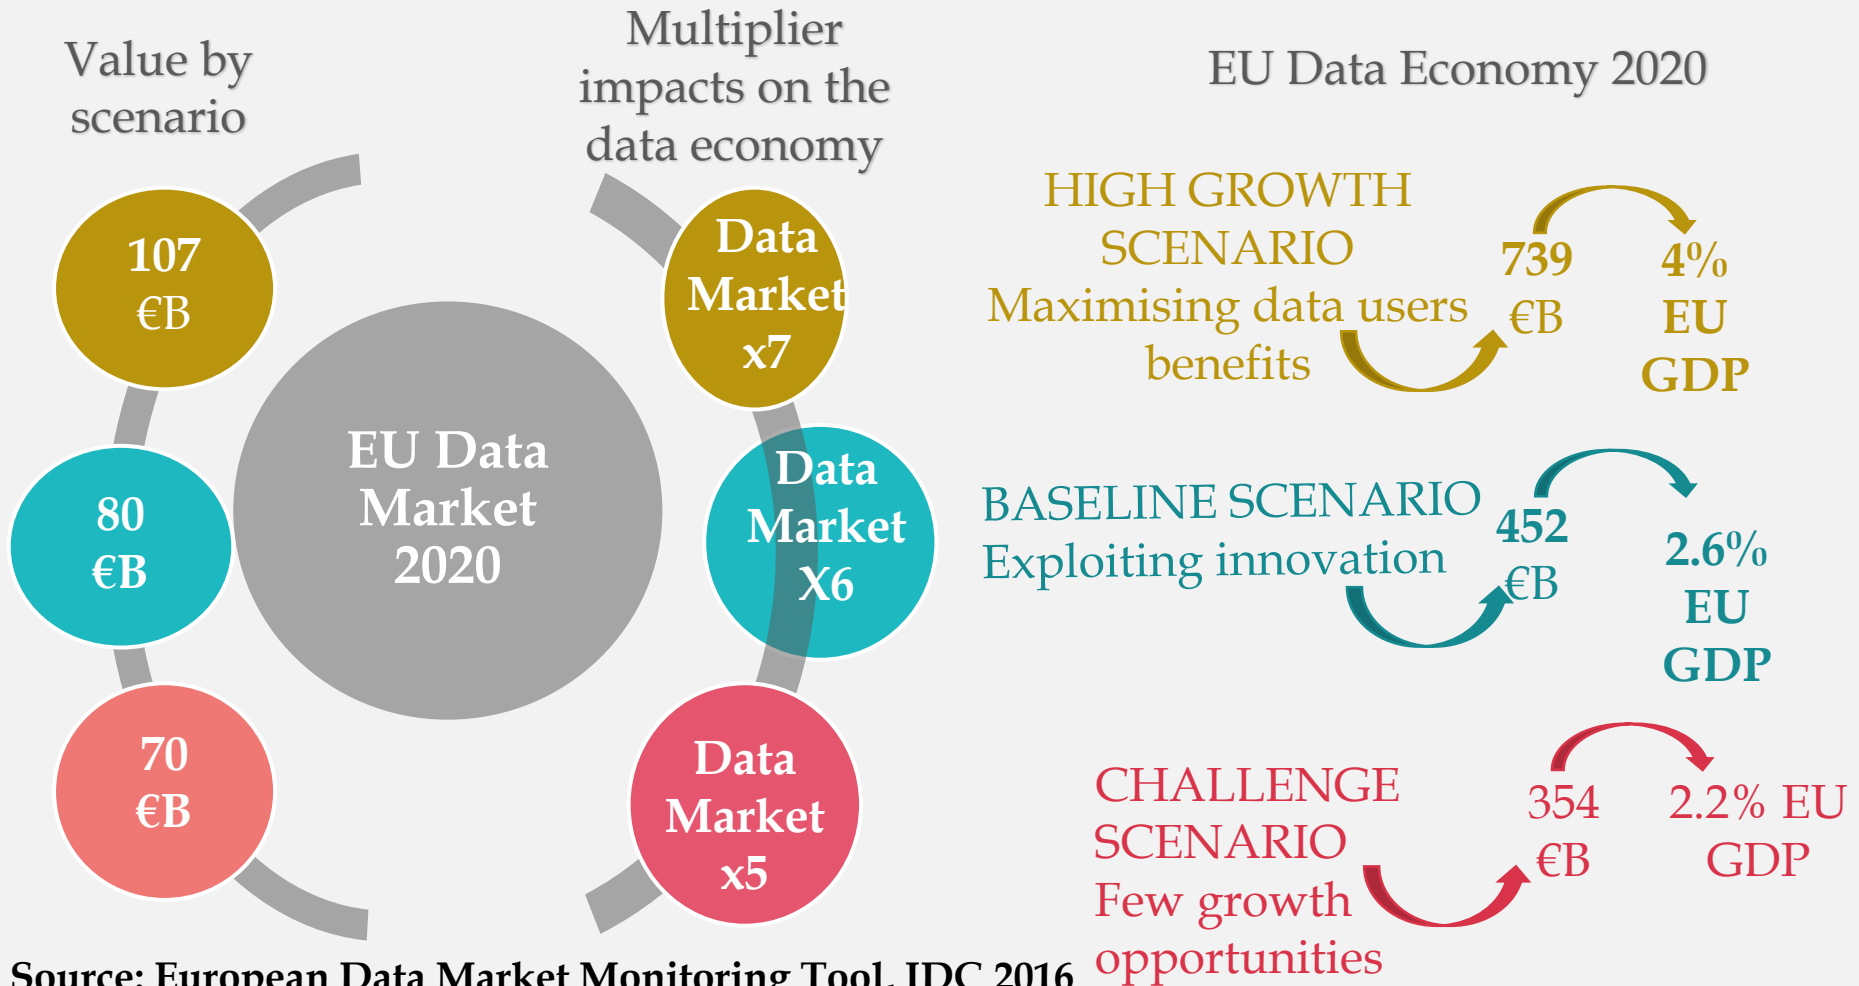 Value by
scenario
107
€B
80
€B
70
€B
EU Data
Market
2020
Multiplier
impacts on the
data economy
Data
Market
x7
Data
Market
X6
Data
Market
x5
EU Data Economy 2020
HIGH GROWTH
SCENARIO
Maximising data users
benefits
739
€B
4%
EU
GDP
BASELINE SCENARIO
Exploiting innovation
452
€B
2.6%
EU
GDP
CHALLENGE
SCENARIO
Few growth
opportunities
354
€B
2.2% EU
GDP
Source: European Data Market Monitoring Tool, IDC 2016